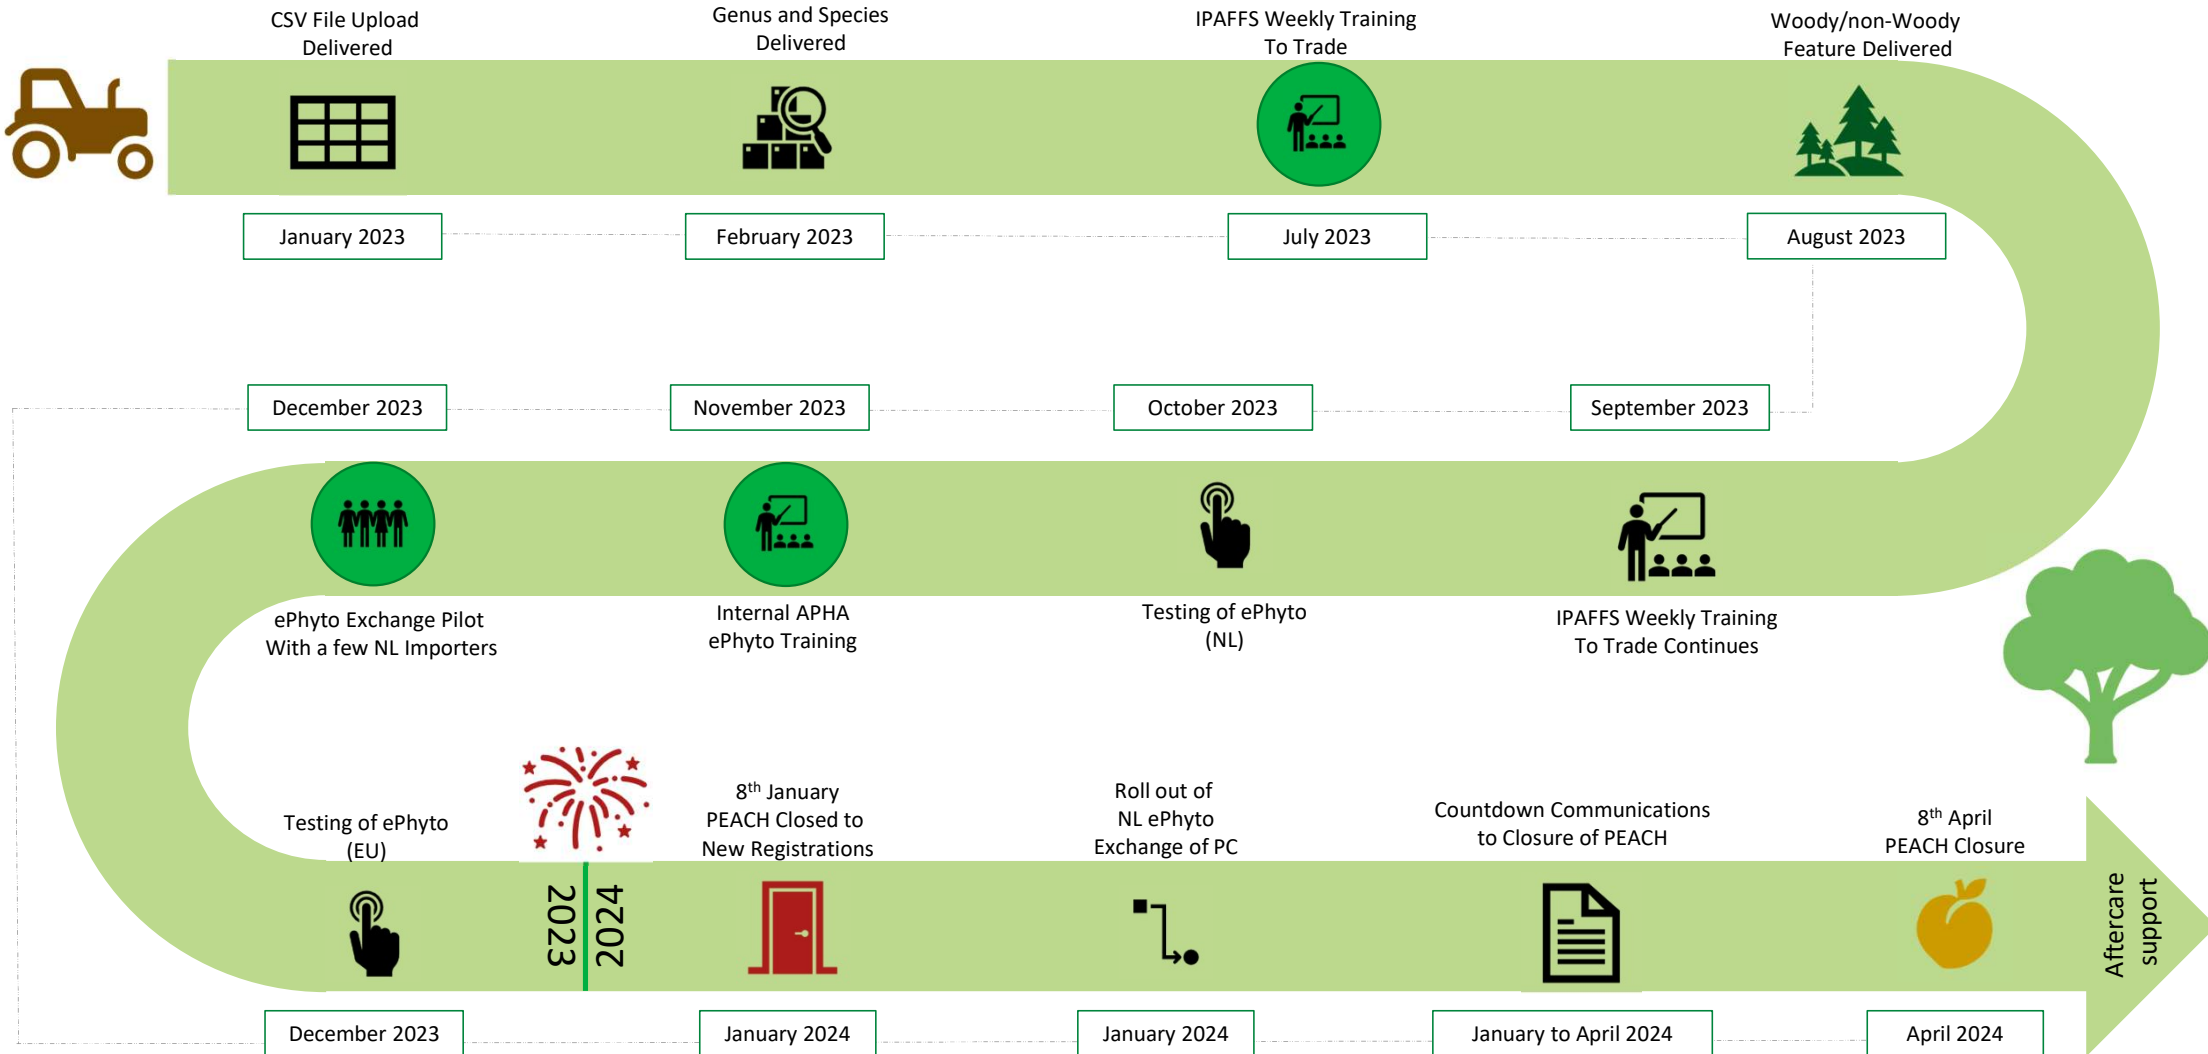 CSV File Upload
Delivered
Genus and Species
Delivered
IPAFFS Weekly Training
To Trade
Woody/non-Woody
Feature Delivered
January 2023
February 2023
July 2023
August 2023
December 2023
November 2023
October 2023
September 2023
ePhyto Exchange Pilot
With a few NL Importers
Internal APHA
ePhyto Training
Testing of ePhyto
(NL)
IPAFFS Weekly Training
To Trade Continues
Testing of ePhyto
(EU)
2023
2024
8th January
PEACH Closed to
New Registrations
Roll out of
NL ePhyto
Exchange of PC
Countdown Communications
to Closure of PEACH
8th April
PEACH Closure
Aftercare
support
December 2023
January 2024
January 2024
January to April 2024
April 2024